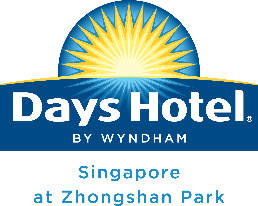 Days Hotel®
BY WYNDHAM
Singapore
at Zhongshan Park